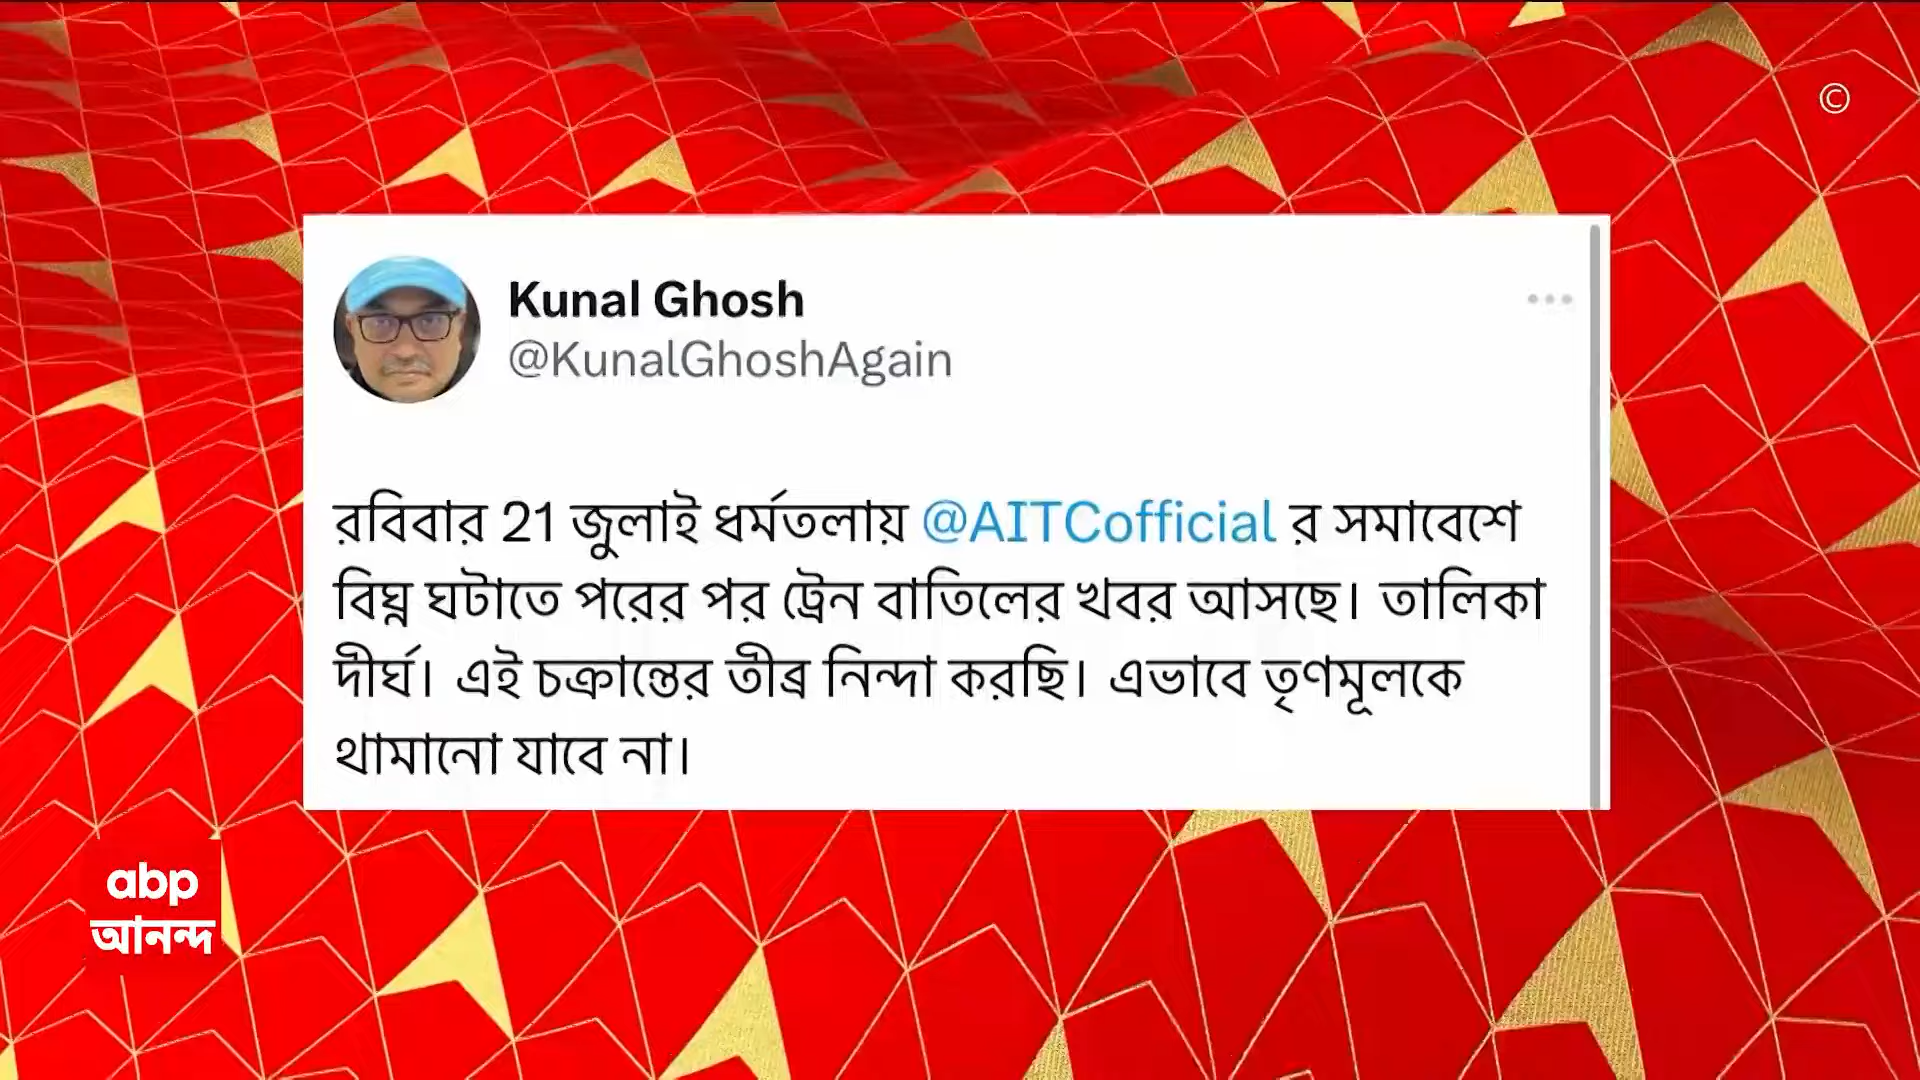 ©
Kunal Ghosh
@KunalGhoshAgain
রবিবার 21 জুলাই ধর্মতলায় @AITCofficial র সমাবেশে
বিঘ্ন ঘটাতে পরের পর ট্রেন বাতিলের খবর আসছে। তালিকা
দীর্ঘ। এই চক্রান্তের তীব্র নিন্দা করছি। এভাবে তৃণমূলকে
থামানো যাবে না।
abp
আনন্দ